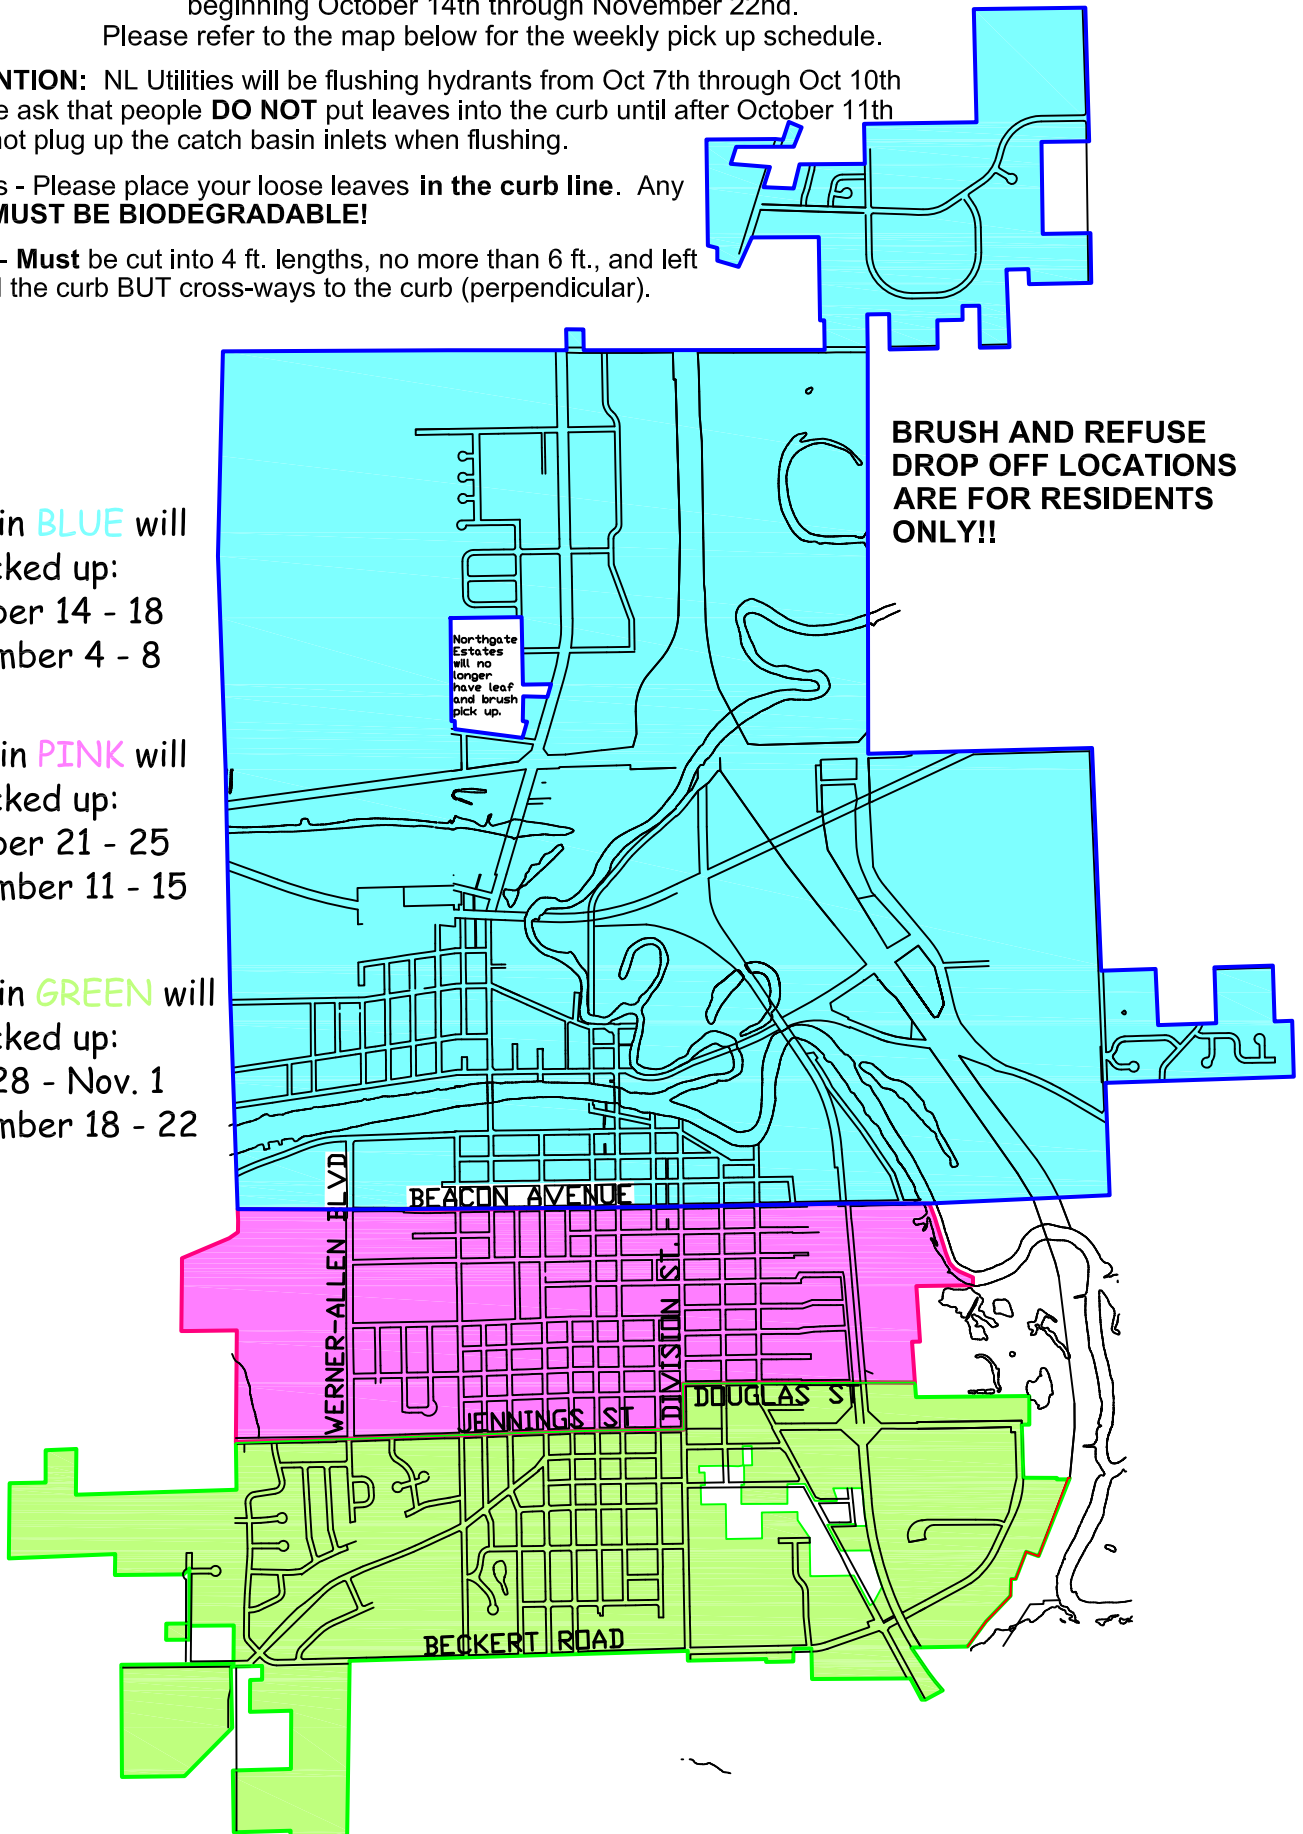 beginning October 14th through November 22nd.
Please refer to the map below for the weekly pick up schedule.
NTION: NL Utilities will be flushing hydrants from Oct 7th through Oct 10th
e ask that people DO NOT put leaves into the curb until after October 11th
not plug up the catch basin inlets when flushing.
s - Please place your loose leaves in the curb line. Any
MUST BE BIODEGRADABLE!
- Must be cut into 4 ft. lengths, no more than 6 ft., and left
the curb BUT cross-ways to the curb (perpendicular).
BRUSH AND REFUSE
DROP OFF LOCATIONS
ARE FOR RESIDENTS
ONLY!!
in BLUE will
cked up:
ber 14 - 18
mber 4 - 8
Northgate
Estates
will no
longer
have leaf
and brush
pick up.
in PINK will
cked up:
ber 21 - 25
mber 11 - 15
in GREEN will
cked up:
28 - Nov. 1
mber 18 - 22
BEACON AVENUE
WERNER-ALLEN BLVD
DIVISION ST.
DOUGLAS ST
JENNINGS ST
BECKERT ROAD